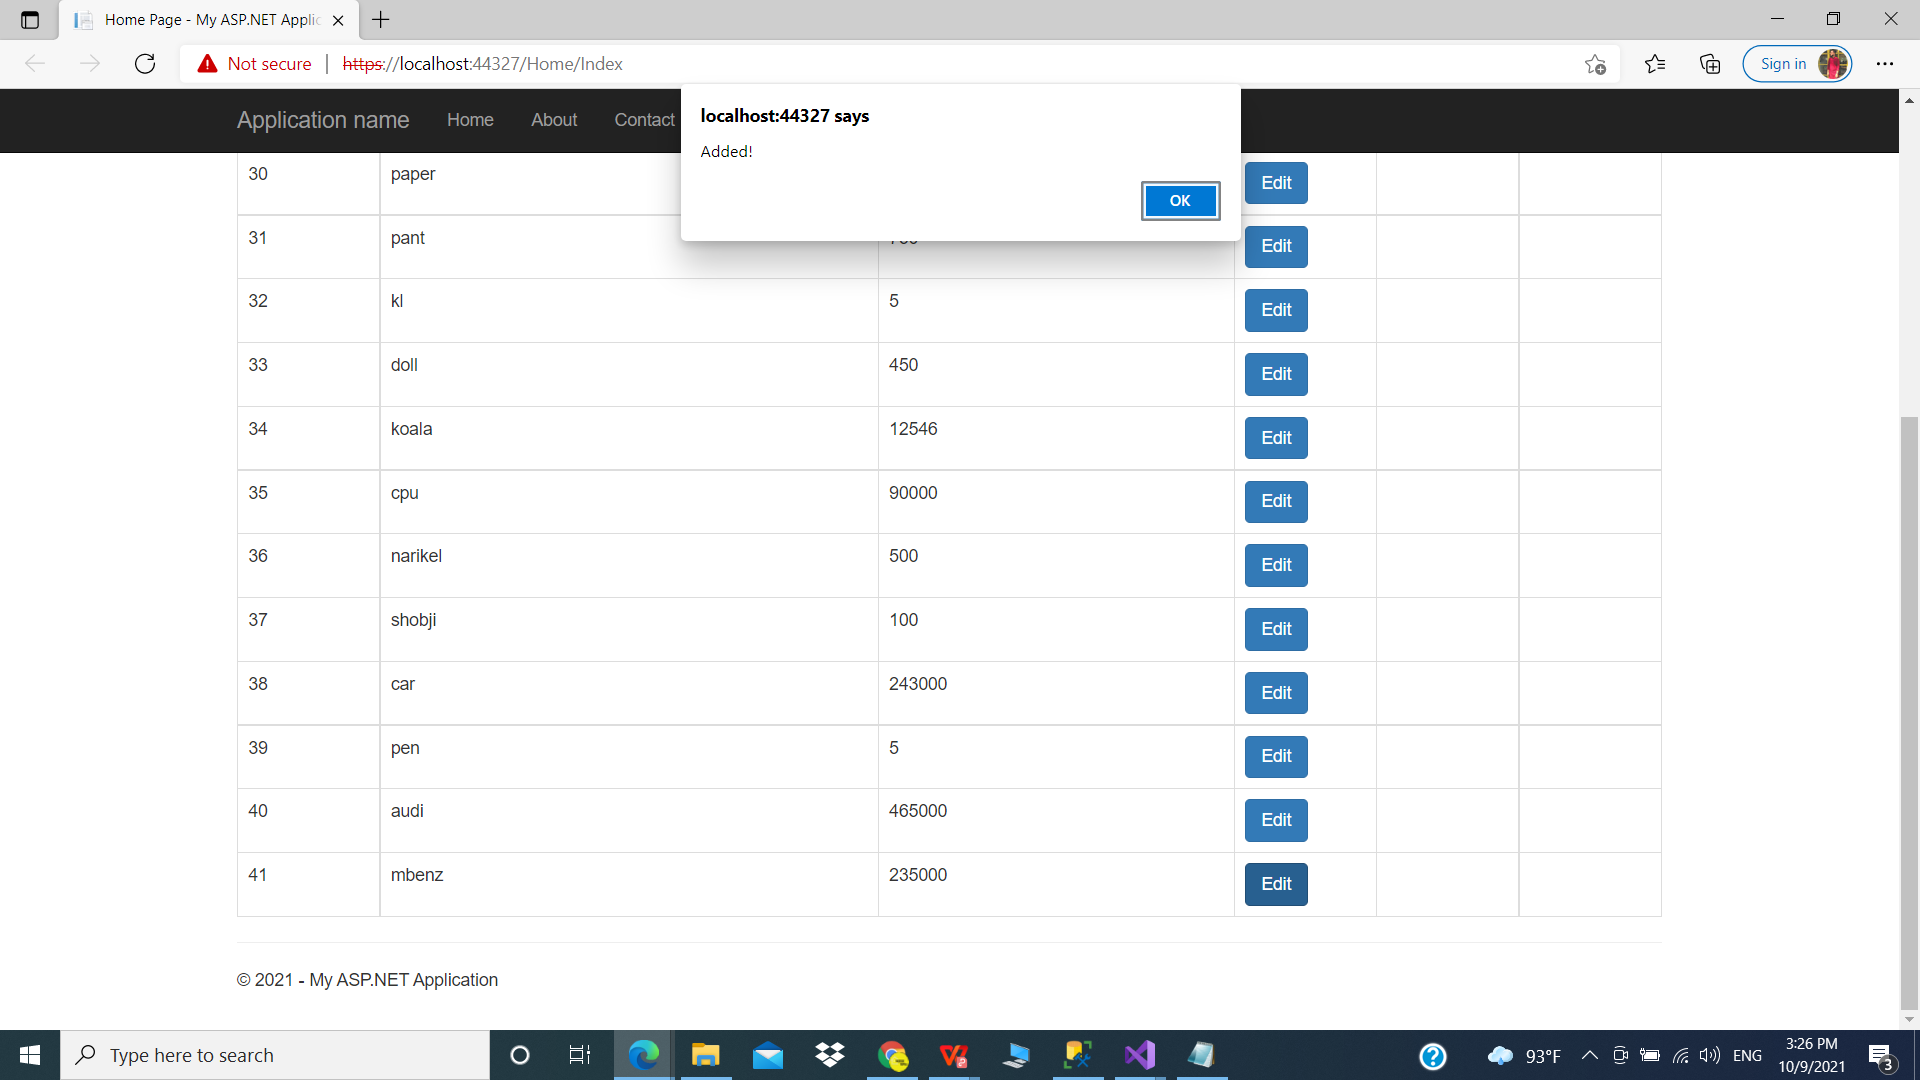 Home Page - My ASP.NET Applic
Not secure
https://localhost:44327/Home/Index
Sign in
Application name
Home
About
Contact
localhost:44327 says
Added!
OK
30 paper Edit
31 pant Edit
32 kl 5 Edit
33 doll 450 Edit
34 koala 12546 Edit
35 cpu 90000 Edit
36 narikel 500 Edit
37 shobji 100 Edit
38 car 243000 Edit
39 pen 5 Edit
40 audi 465000 Edit
41 mbenz 235000 Edit
© 2021 - My ASP.NET Application
Type here to search
93°F
ENG
3:26 PM
10/9/2021
3